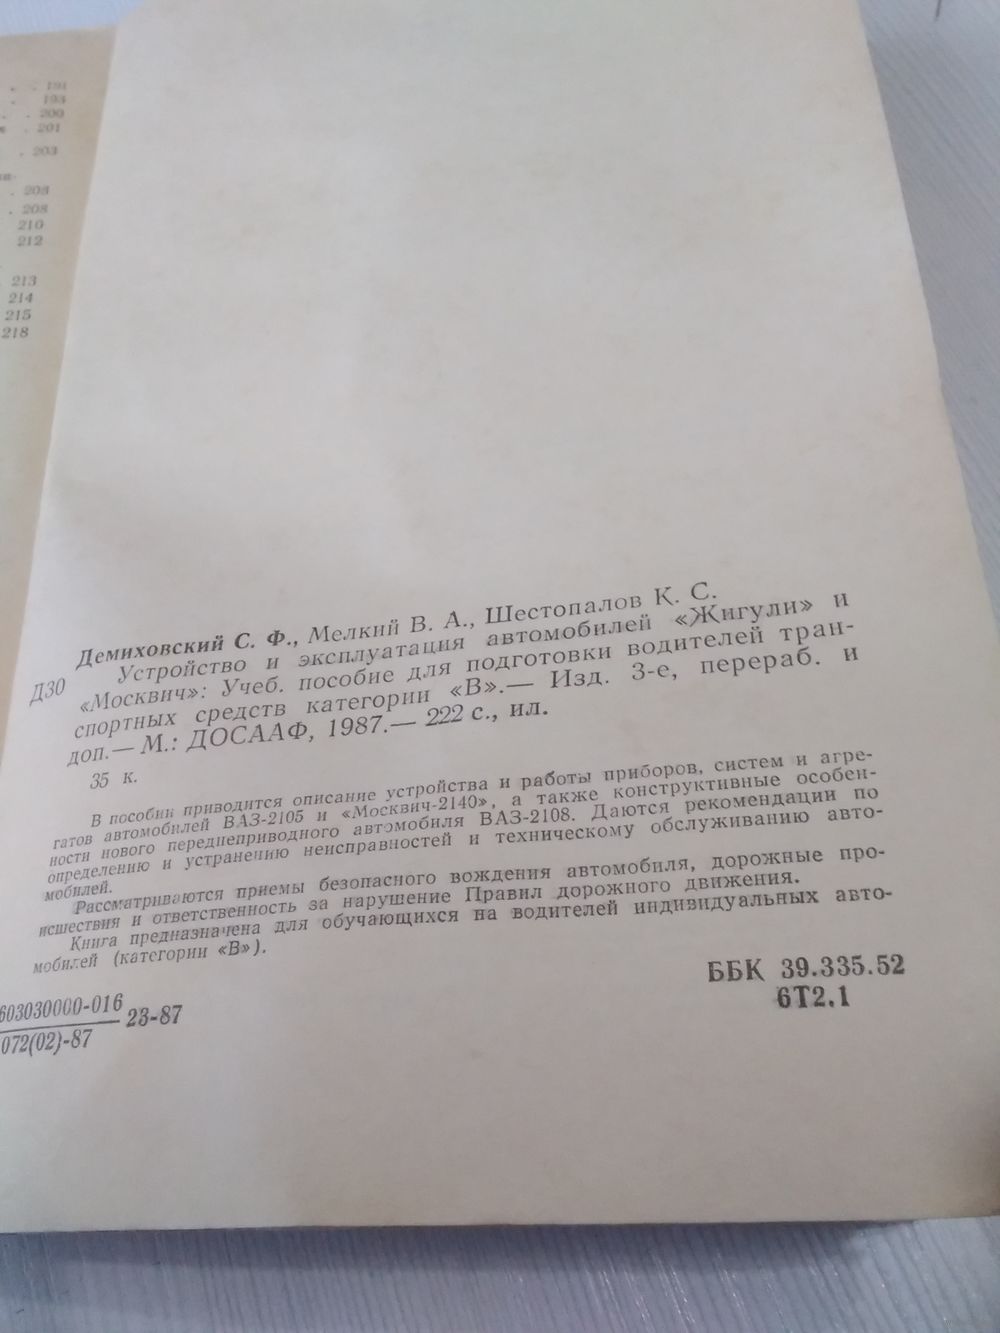 191
193
200
201
203
208
208
210
212
213
214
215
218
Демиховский С. Ф., Мелкий В. А., Шестопалов К. С.
Д30
Устройство и эксплуатация автомобилей «Жигули» и
«Москвич»: Учеб. пособие для подготовки водителей тран-
спортных средств категории «В».— Изд. 3-е, перераб. и
доп.— М.: ДОСААФ, 1987.— 222 с., ил.
35 к.
В пособии приводится описание устройства и работы приборов, систем и агре-
гатов автомобилей ВАЗ-2105 и «Москвич-2140», а также конструктивные особен-
ности нового переднеприводного автомобиля ВАЗ-2108. Даются рекомендации по
определению и устранению неисправностей и техническому обслуживанию авто-
мобилей.
Рассматриваются приемы безопасного вождения автомобиля, дорожные про-
исшествия и ответственность за нарушение Правил дорожного движения.
Книга предназначена для обучающихся на водителей индивидуальных авто-
мобилей (категории «В»).
603030000-016
072(02)-87
23-87
ББК 39.335.52
6Т2.1